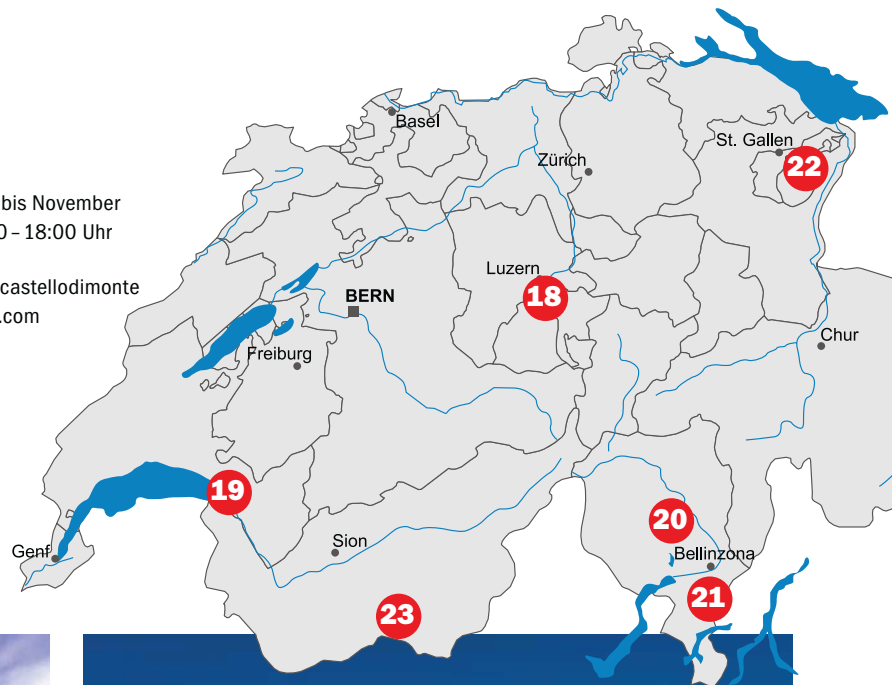 bis November
0 – 18:00 Uhr
castellodimonte
.com
Basel
Zürich
St. Gallen
22
Luzern
18
BERN
Freiburg
Chur
19
20
Genf
Sion
Bellinzona
21
23